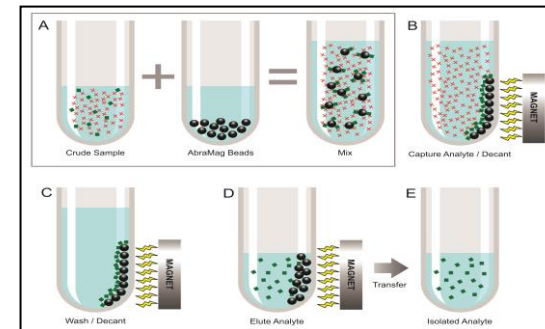 A
B
Crude Sample
AbraMag Beads
Mix
Capture Analyte / Decant
MAGNET
C
D
E
Wash / Decant
MAGNET
Elute Analyte
MAGNET
Transfer
Isolated Analyte